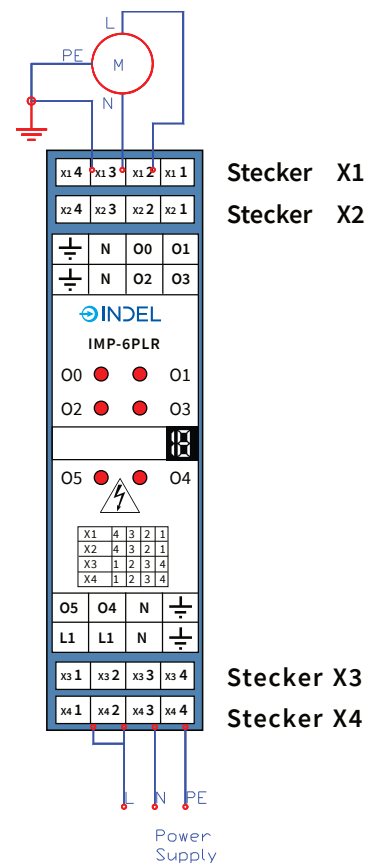 L
PE
M
N
X1 4 X1 3 X1 2 X1 1 Stecker X1
X2 4 X2 3 X2 2 X2 1 Stecker X2
N O0 O1
N O2 O3
INDEL
IMP-6PLR
O0 O1
O2 O3
18
O5 O4
X1 4 3 2 1
X2 4 3 2 1
X3 1 2 3 4
X4 1 2 3 4
O5 O4 N
L1 L1 N
X3 1 X3 2 X3 3 X3 4 Stecker X3
X4 1 X4 2 X4 3 X4 4 Stecker X4
L N PE
Power
Supply